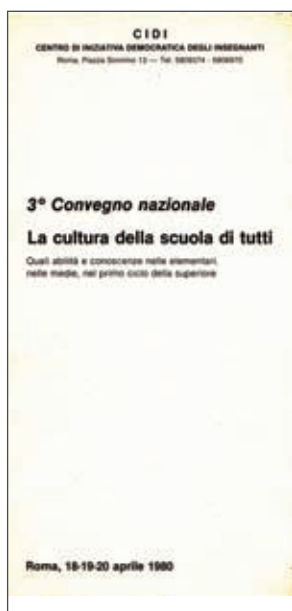 CIDI
CENTRO DI INIZIATIVA DEMOCRATICA DEGLI INSEGNANTI
Roma, Piazza Sonnino 13 — Tel.
3° Convegno nazionale
La cultura della scuola di tutti
Quali abilità e conoscenze nelle elementari,
nelle medie, nel primo ciclo della superiore
Roma, 18-19-20 aprile 1980